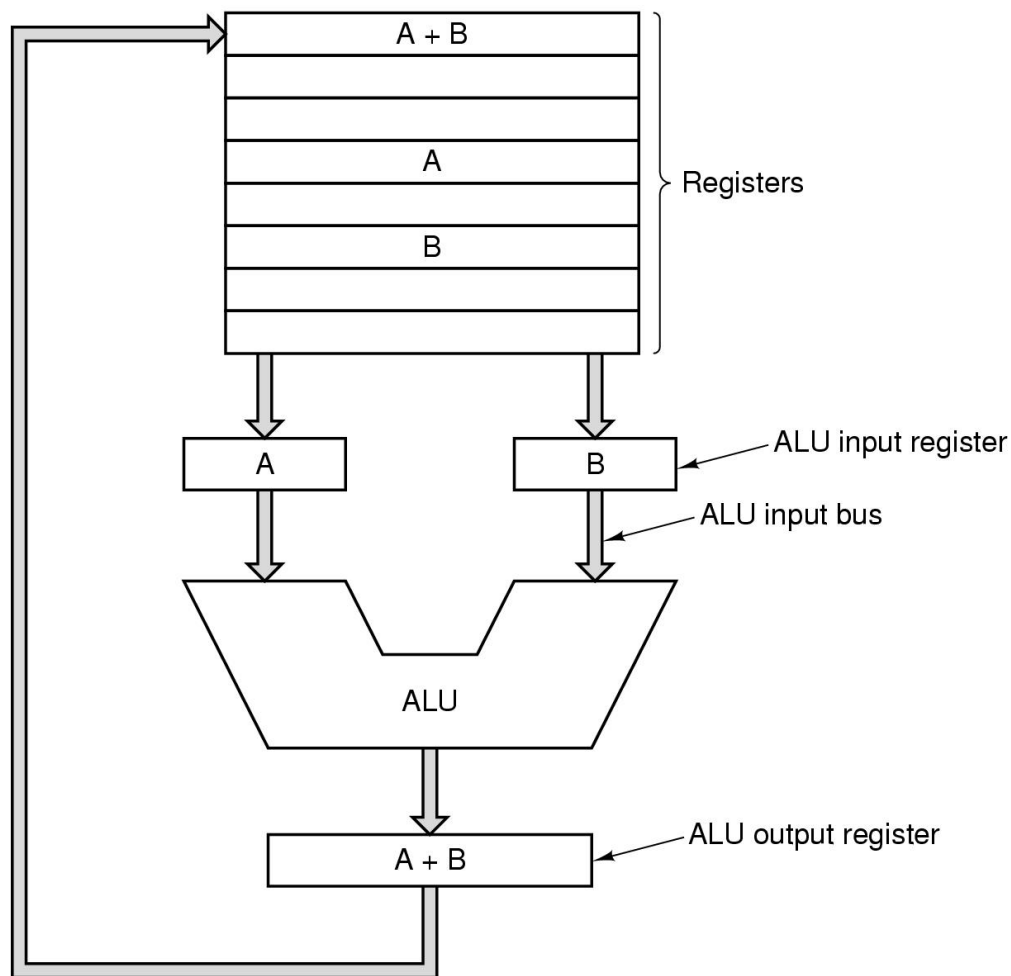 A + B
A
Registers
B
A
B
ALU input register
ALU input bus
ALU
ALU output register
A + B